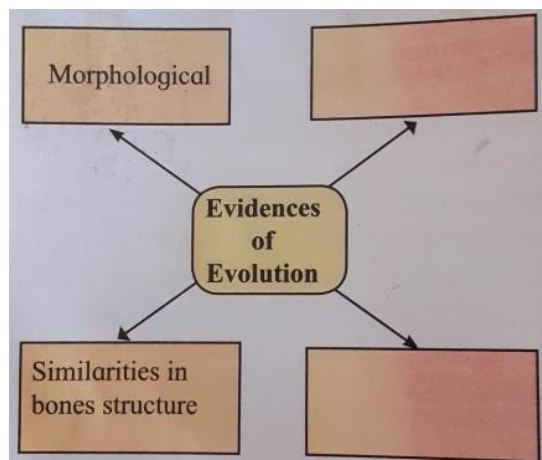 Morphological
Evidences
of
Evolution
Similarities in
bones structure